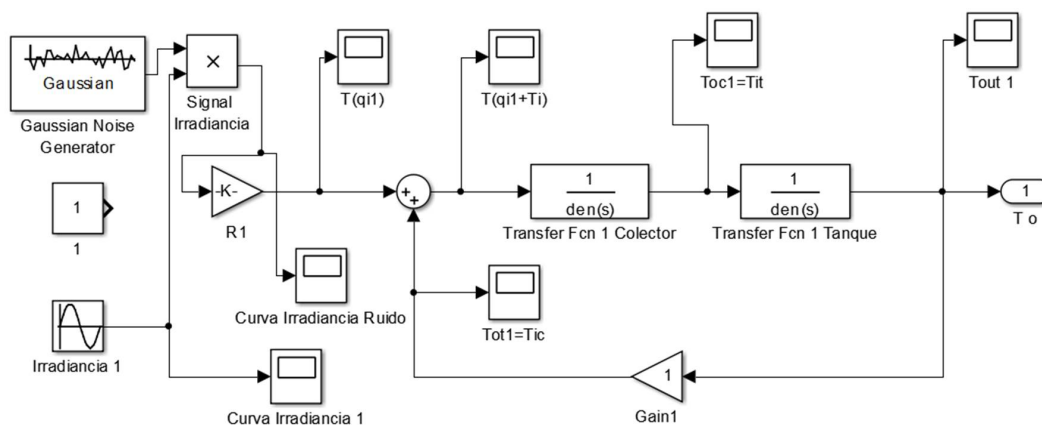 Gaussian
Gaussian Noise
Generator
×
Signal
Irradiancia
T(qi1)
T(qi1+Ti)
Toc1=Tit
Tout 1
1
1
-K-
R1
+
+
1
den(s)
Transfer Fcn 1 Colector
1
den(s)
Transfer Fcn 1 Tanque
1
T o
Irradiancia 1
Curva Irradiancia Ruido
Tot1=Tic
Curva Irradiancia 1
1
Gain1